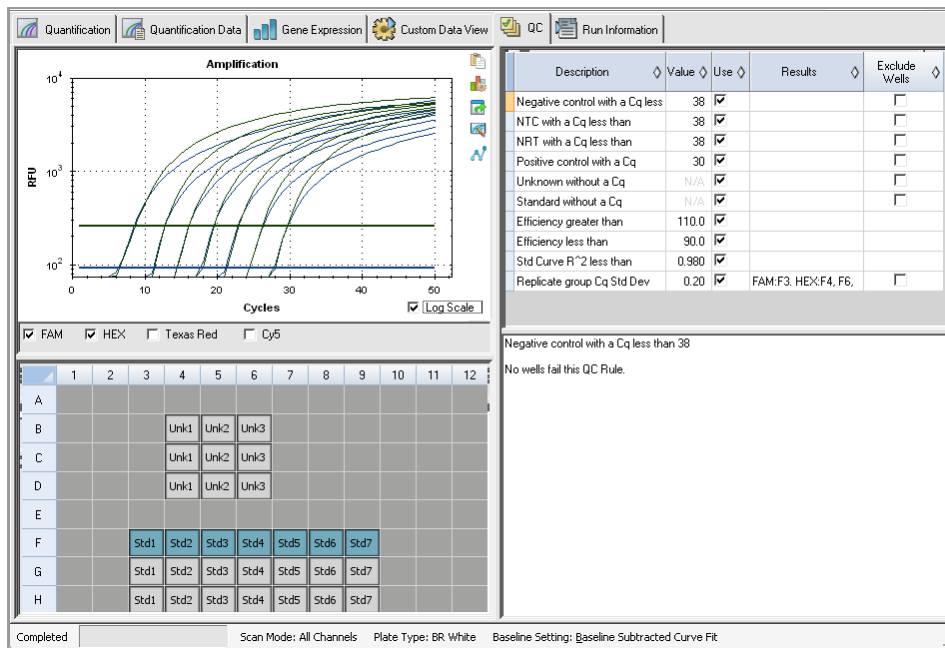 Quantification Quantification Data Gene Expression Custom Data View QC Run Information
Amplification
10^4
10^3
10^2
RFU
0 10 20 30 40 50
Cycles
Log Scale
FAM HEX Texas Red Cy5
1 2 3 4 5 6 7 8 9 10 11 12
A
B Unk1 Unk2 Unk3
C Unk1 Unk2 Unk3
D Unk1 Unk2 Unk3
E
F Std1 Std2 Std3 Std4 Std5 Std6 Std7
G Std1 Std2 Std3 Std4 Std5 Std6 Std7
H Std1 Std2 Std3 Std4 Std5 Std6 Std7
Description Value Use Results Exclude Wells
Negative control with a Cq less 38
NTC with a Cq less than 38
NRT with a Cq less than 38
Positive control with a Cq 30
Unknown without a Cq N/A
Standard without a Cq N/A
Efficiency greater than 110.0
Efficiency less than 90.0
Std Curve R^2 less than 0.980
Replicate group Cq Std Dev 0.20 FAM:F3. HEX:F4, F6,
Negative control with a Cq less than 38
No wells fail this QC Rule.
Completed Scan Mode: All Channels Plate Type: BR White Baseline Setting: Baseline Subtracted Curve Fit